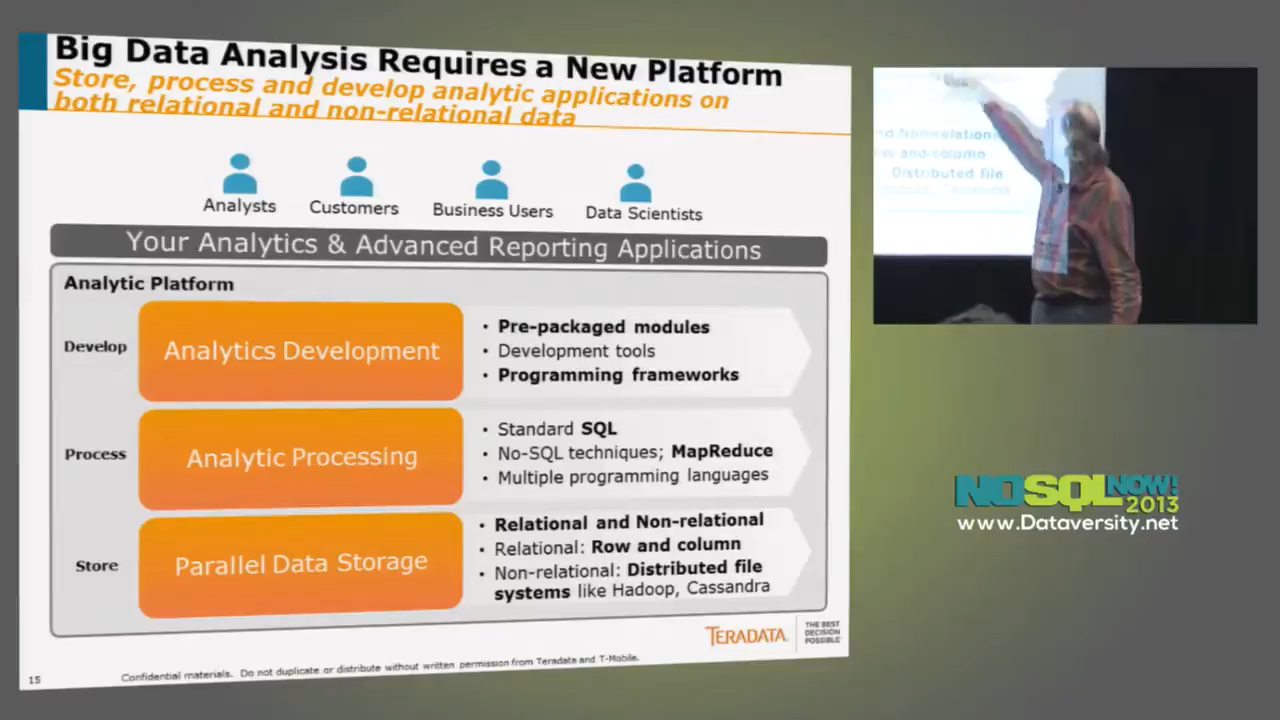 Big Data Analysis Requires a New Platform
Store, process and develop analytic applications on
both relational and non-relational data
Analysts
Customers
Business Users
Data Scientists
Your Analytics & Advanced Reporting Applications
Analytic Platform
Develop
Analytics Development
• Pre-packaged modules
• Development tools
• Programming frameworks
Process
Analytic Processing
• Standard SQL
• No-SQL techniques; MapReduce
• Multiple programming languages
Store
Parallel Data Storage
• Relational and Non-relational
• Relational: Row and column
• Non-relational: Distributed file
systems like Hadoop, Cassandra
TERADATA
THE BEST
DECISION
POSSIBLE
15
Confidential materials. Do not duplicate or distribute without written permission from Teradata and T-Mobile.
and column
Distributed file
NOSQLNOW!
2013
www.Dataversity.net